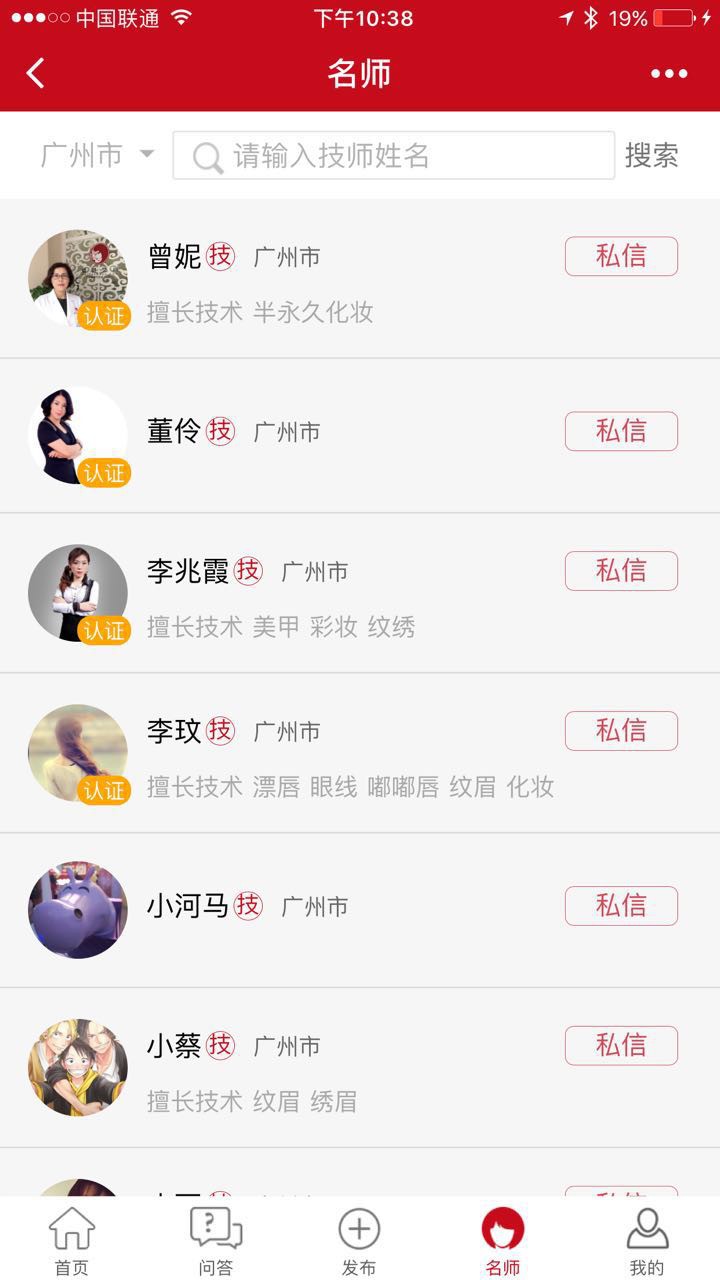 中国联通 下午10:38 19%
名师
广州市 请输入技师姓名 搜索
曾妮 技 广州市 私信
认证
擅长技术 半永久化妆
董伶 技 广州市 私信
认证
李兆霞 技 广州市 私信
认证
擅长技术 美甲 彩妆 纹绣
李玟 技 广州市 私信
认证
擅长技术 漂唇 眼线 嘟嘟唇 纹眉 化妆
小河马 技 广州市 私信
小蔡 技 广州市 私信
擅长技术 纹眉 绣眉
首页 问答 发布 名师 我的